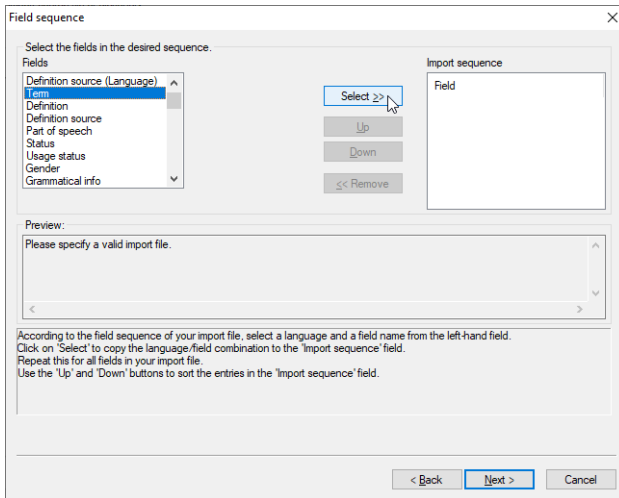 Field sequence
Select the fields in the desired sequence.
Fields
Import sequence
Definition source (Language)
Term
Definition
Definition source
Part of speech
Status
Usage status
Gender
Grammatical info
Select >>
Up
Down
<< Remove
Field
Preview:
Please specify a valid import file.
According to the field sequence of your import file, select a language and a field name from the left-hand field.
Click on 'Select' to copy the language/field combination to the 'Import sequence' field.
Repeat this for all fields in your import file.
Use the 'Up' and 'Down' buttons to sort the entries in the 'Import sequence' field.
< Back
Next >
Cancel